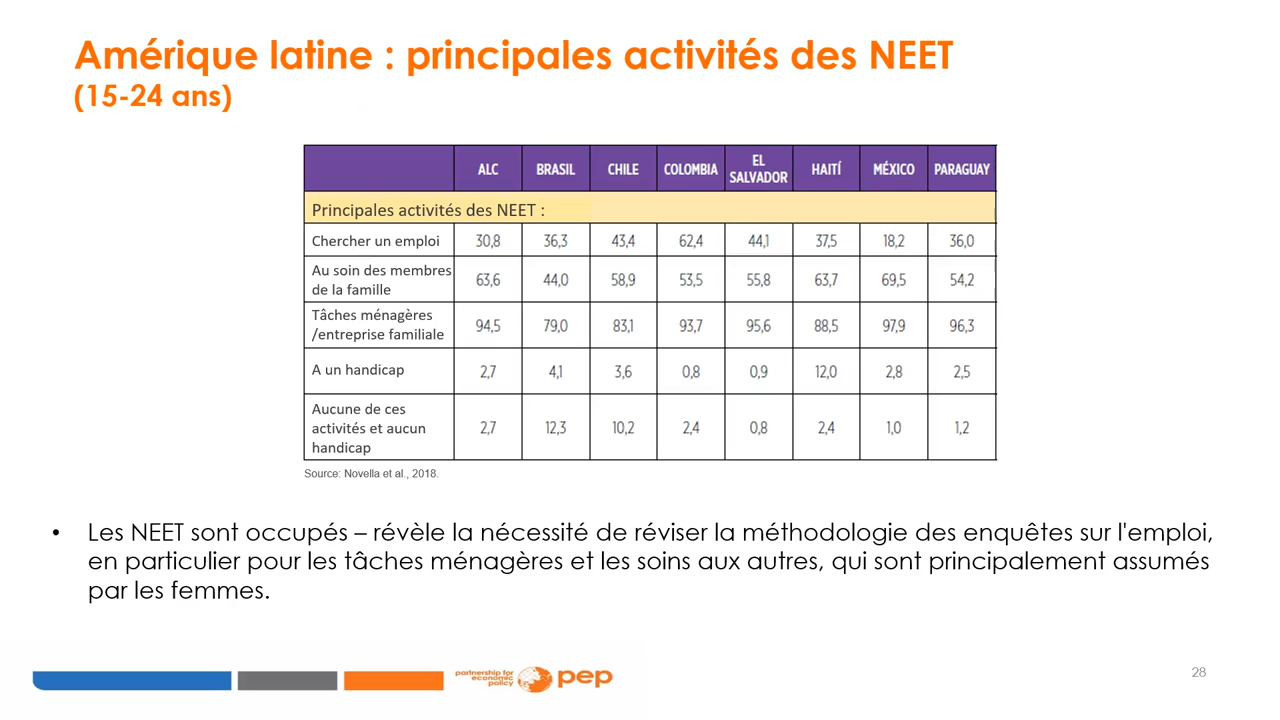 Amérique latine : principales activités des NEET
(15-24 ans)
ALC BRASIL CHILE COLOMBIA EL SALVADOR HAITÍ MÉXICO PARAGUAY
Principales activités des NEET :
Chercher un emploi 30,8 36,3 43,4 62,4 44,1 37,5 18,2 36,0
Au soin des membres
de la famille 63,6 44,0 58,9 53,5 55,8 63,7 69,5 54,2
Tâches ménagères
/entreprise familiale 94,5 79,0 83,1 93,7 95,6 88,5 97,9 96,3
A un handicap 2,7 4,1 3,6 0,8 0,9 12,0 2,8 2,5
Aucune de ces
activités et aucun
handicap 2,7 12,3 10,2 2,4 0,8 2,4 1,0 1,2
Source: Novella et al., 2018.
• Les NEET sont occupés – révèle la nécessité de réviser la méthodologie des enquêtes sur l'emploi,
en particulier pour les tâches ménagères et les soins aux autres, qui sont principalement assumés
par les femmes.
partnership for
economic
policy
pep
28